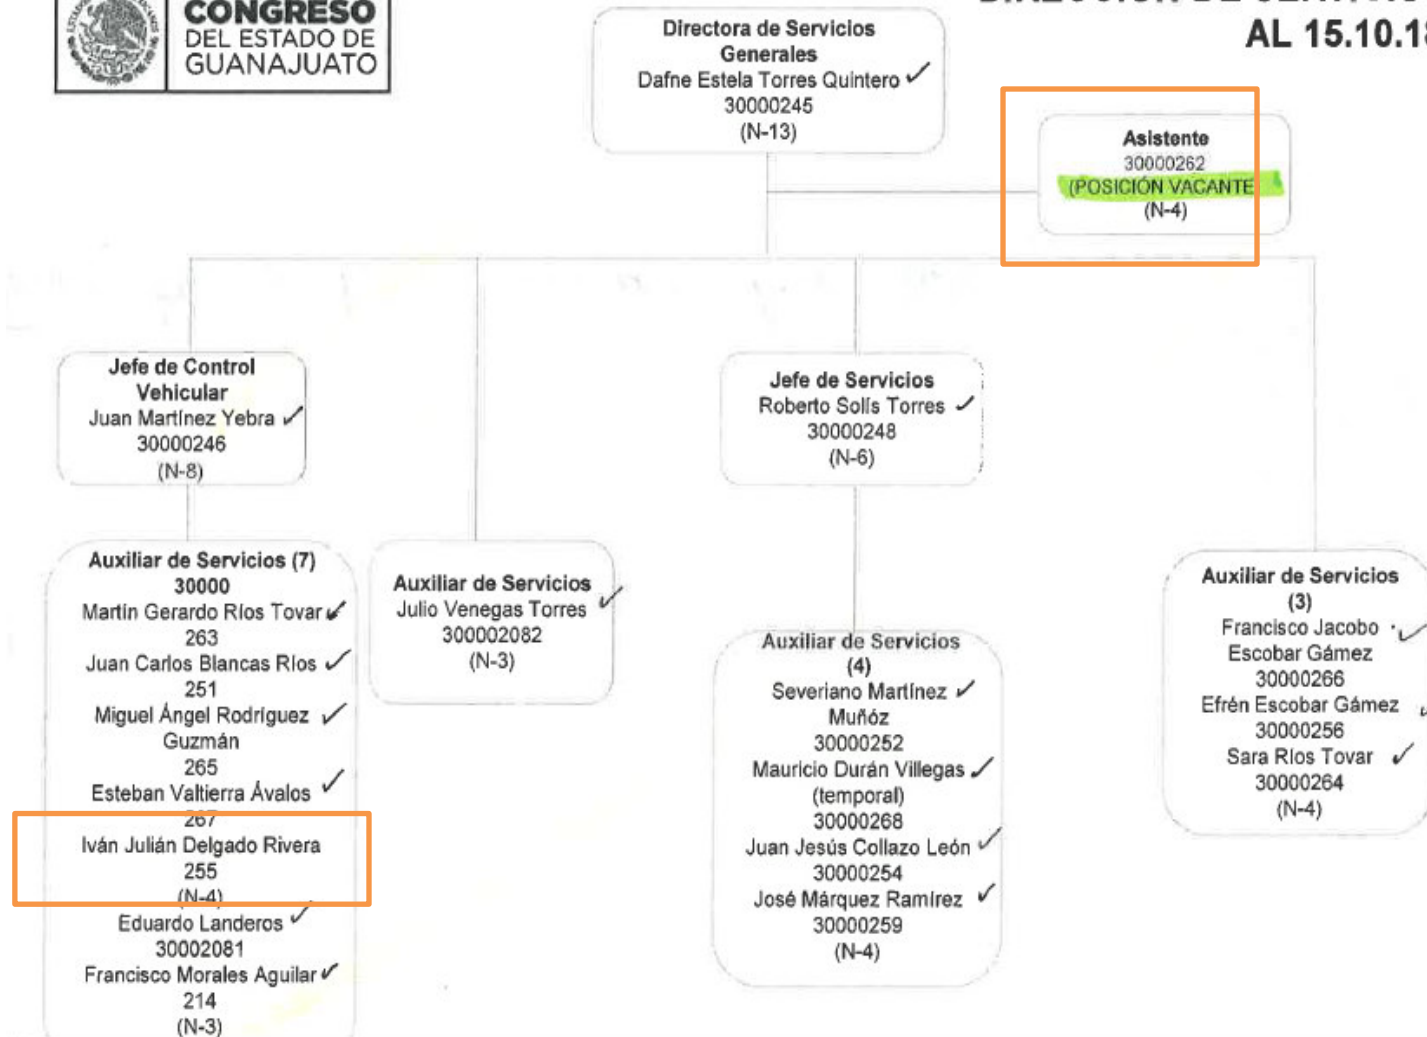 CONGRESO
DEL ESTADO DE
GUANAJUATO
AL 15.10.18
Directora de Servicios
Generales
Dafne Estela Torres Quintero
30000245
(N-13)
Asistente
30000262
(POSICIÓN VACANTE
(N-4)
Jefe de Control
Vehicular
Juan Martínez Yebra
30000246
(N-8)
Jefe de Servicios
Roberto Solís Torres
30000248
(N-6)
Auxiliar de Servicios (7)
30000
Martín Gerardo Ríos Tovar
263
Juan Carlos Blancas Ríos
251
Miguel Ángel Rodríguez
Guzmán
265
Esteban Valtierra Ávalos
267
Iván Julián Delgado Rivera
255
(N-4)
Eduardo Landeros
30002081
Francisco Morales Aguilar
214
(N-3)
Auxiliar de Servicios
Julio Venegas Torres
300002082
(N-3)
Auxiliar de Servicios
(4)
Severiano Martínez
Muñóz
30000252
Mauricio Durán Villegas
(temporal)
30000268
Juan Jesús Collazo León
30000254
José Márquez Ramírez
30000259
(N-4)
Auxiliar de Servicios
(3)
Francisco Jacobo
Escobar Gámez
30000266
Efrén Escobar Gámez
30000256
Sara Ríos Tovar
30000264
(N-4)